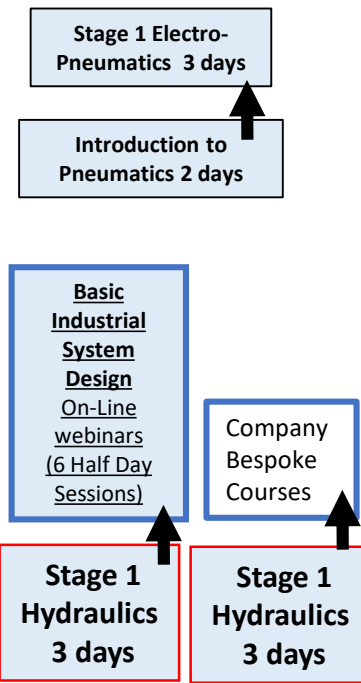 Stage 1 Electro-
Pneumatics 3 days
Introduction to
Pneumatics 2 days
Basic
Industrial
System
Design
On-Line
webinars
(6 Half Day
Sessions)
Company
Bespoke
Courses
Stage 1
Hydraulics
3 days
Stage 1
Hydraulics
3 days